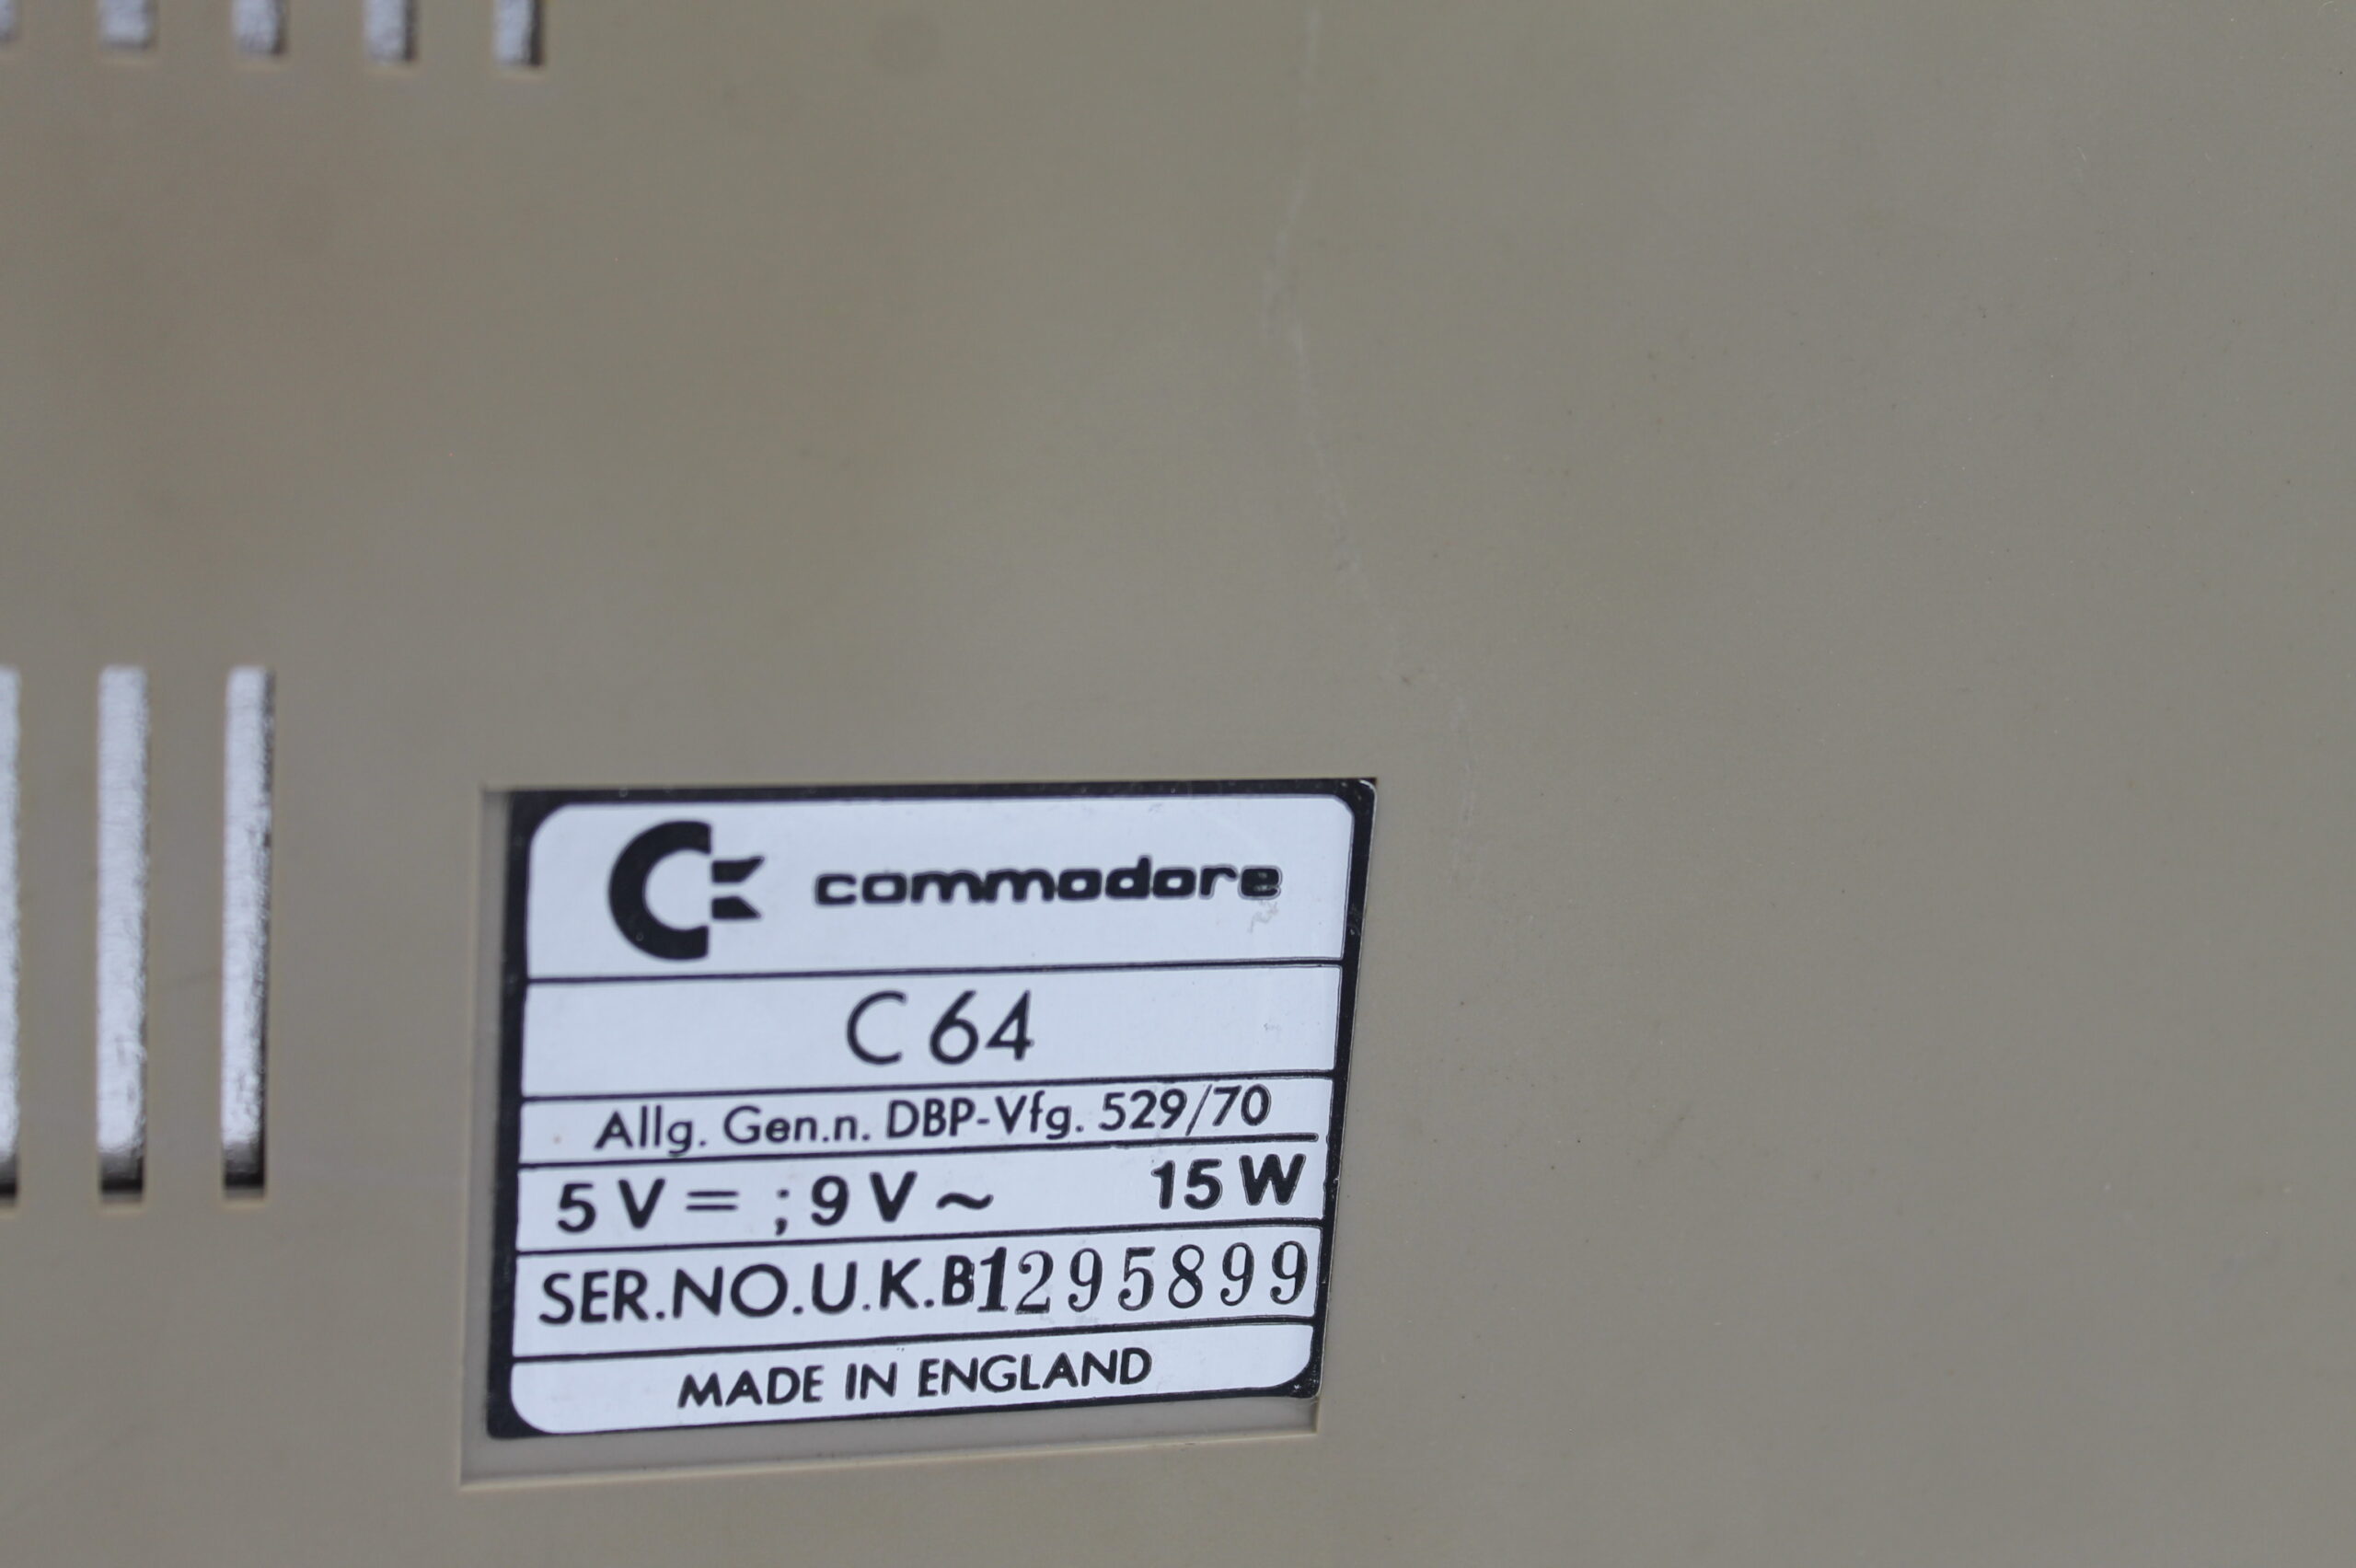 commodore
C 64
Allg. Gen.n. DBP-Vfg. 529/70
5 V = ; 9 V ~ 15 W
SER.NO.U.K.B1295899
MADE IN ENGLAND